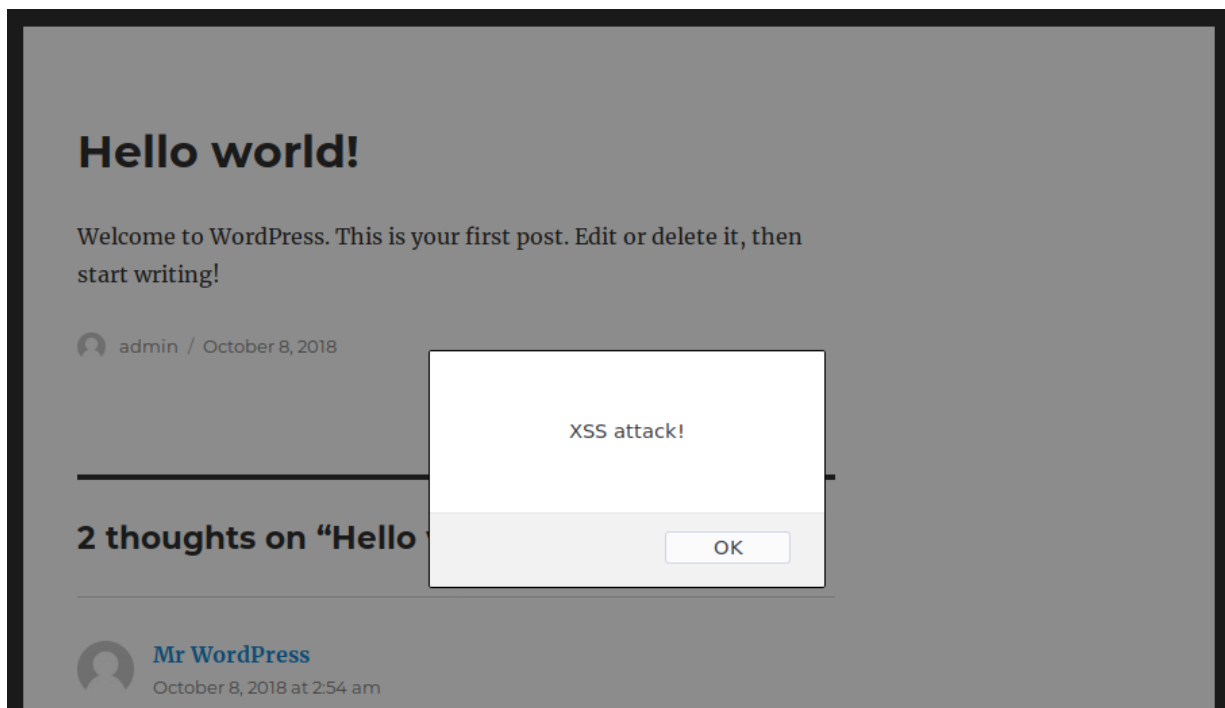 Hello world!
Welcome to WordPress. This is your first post. Edit or delete it, then
start writing!
admin / October 8, 2018
XSS attack!
2 thoughts on “Hello
OK
Mr WordPress
October 8, 2018 at 2:54 am